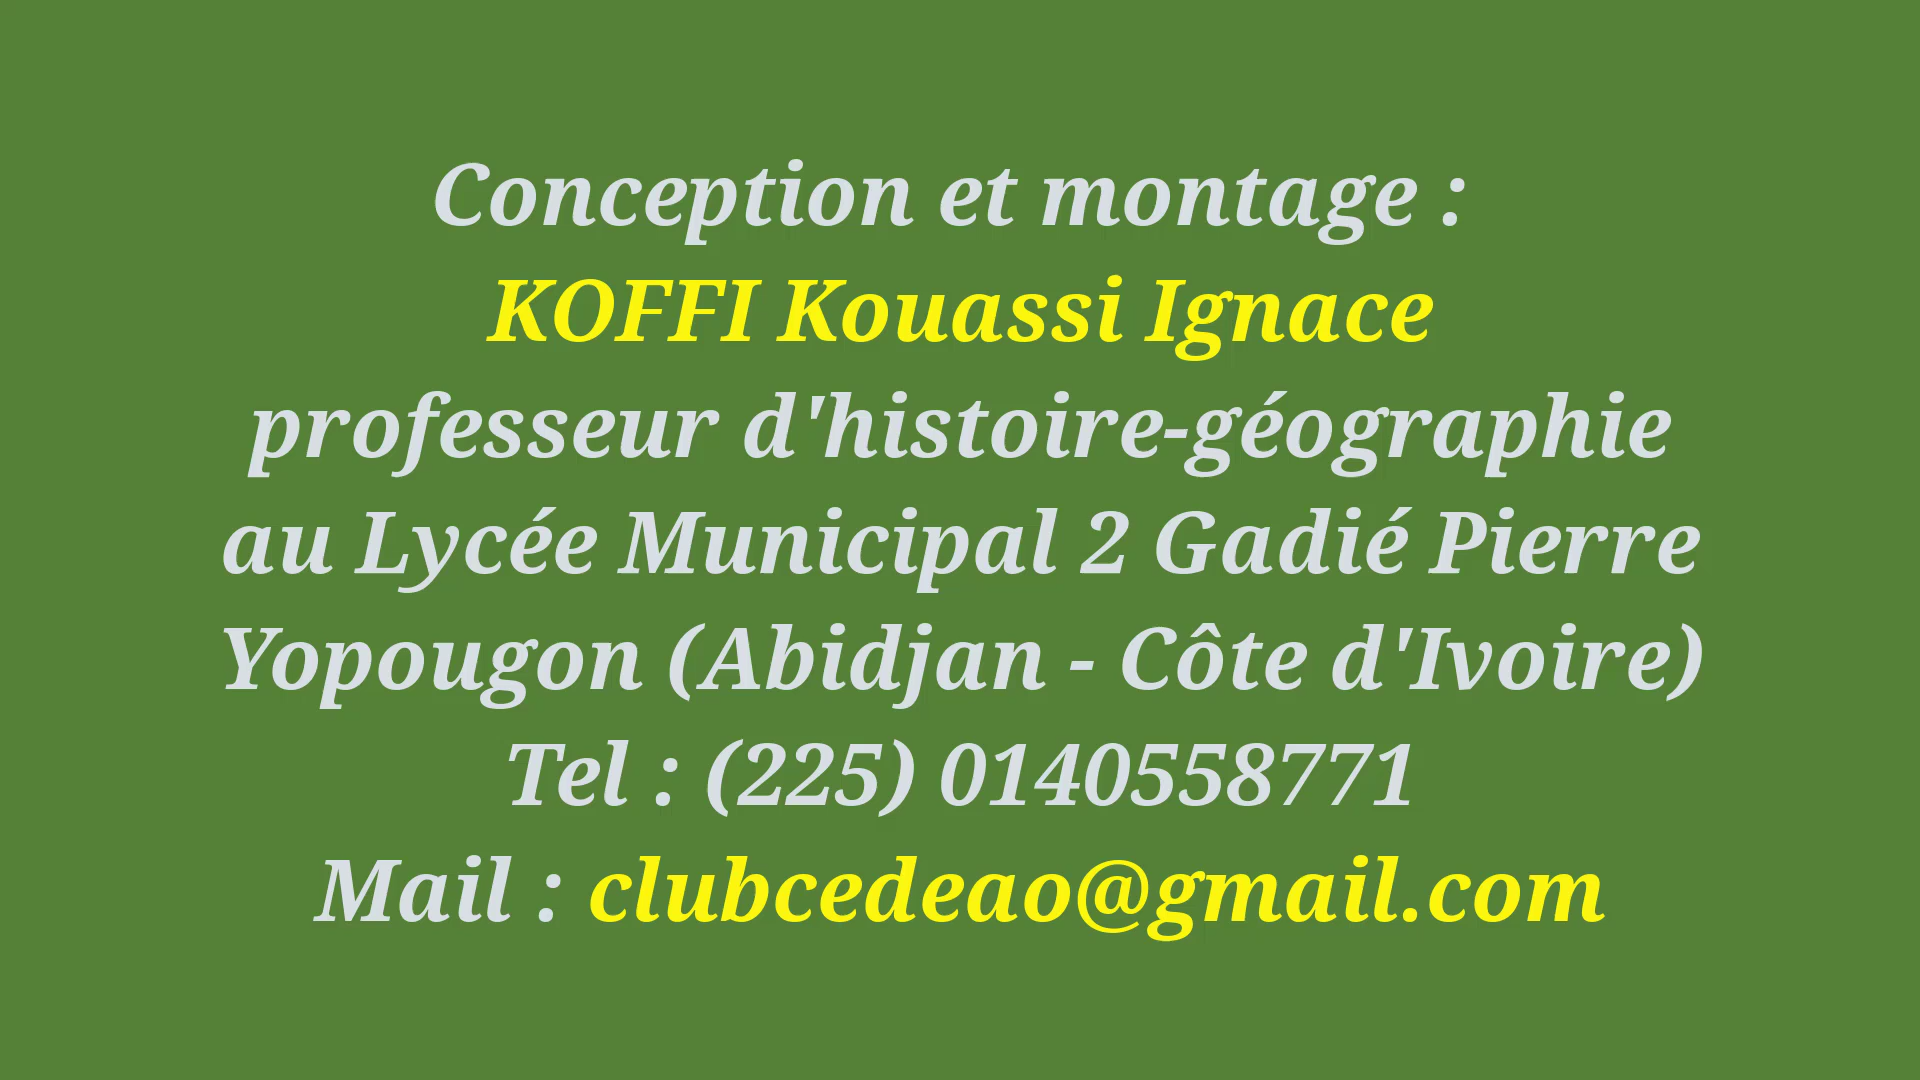 Conception et montage :
KOFFI Kouassi Ignace
professeur d'histoire-géographie
au Lycée Municipal 2 Gadié Pierre
Yopougon (Abidjan - Côte d'Ivoire)
Tel : (225) 0140558771
Mail : clubcedeao@gmail.com